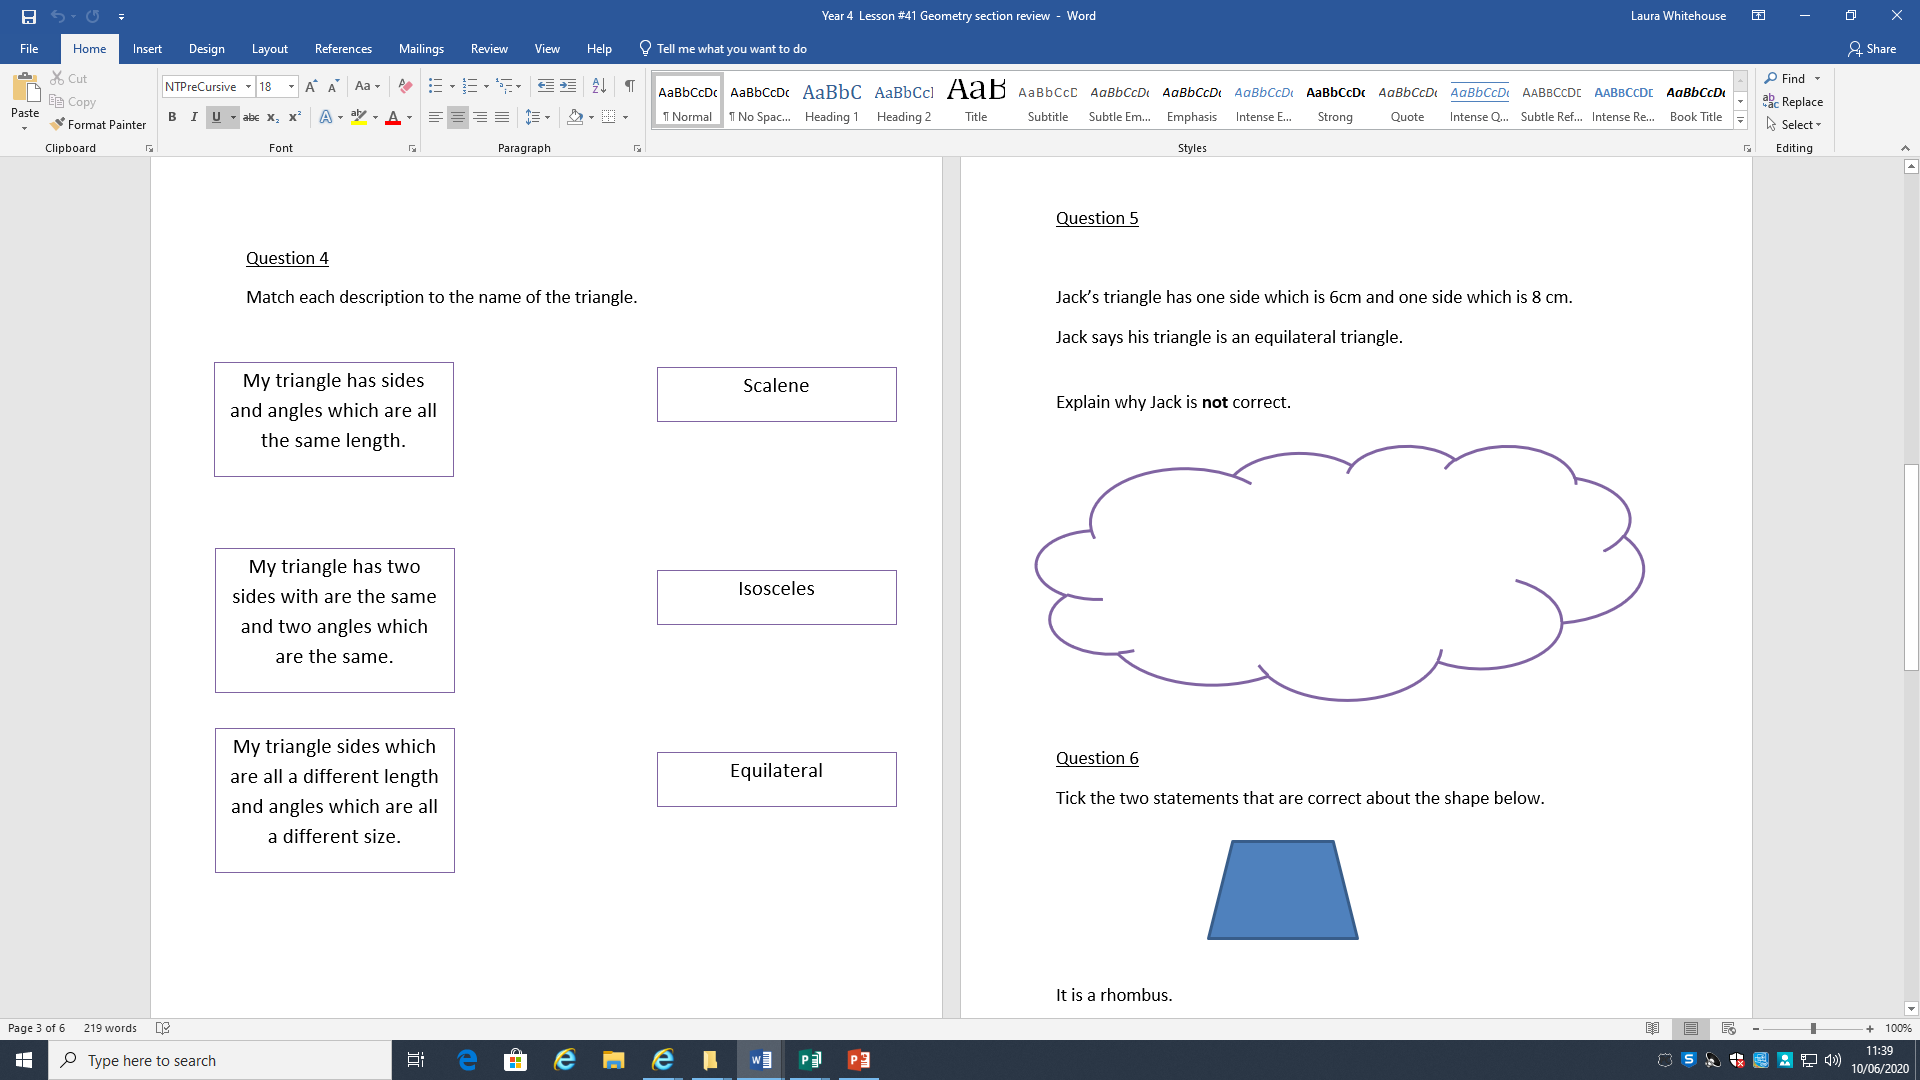 Year 4  Lesson #41 Geometry section review  -  Word
Laura Whitehouse
File
Home
Insert
Design
Layout
References
Mailings
Review
View
Help
Tell me what you want to do
Share
Paste
Cut
Copy
Format Painter
Clipboard
NTPreCursive
18
Font
Paragraph
AaBbCcDc
¶ Normal
AaBbCcDc
¶ No Spac...
AaBbC
Heading 1
AaBbCcI
Heading 2
AaB
Title
AaBbCcD
Subtitle
AaBbCcDc
Subtle Em...
AaBbCcDc
Emphasis
AaBbCcDc
Intense E...
AaBbCcDc
Strong
AaBbCcDc
Quote
AaBbCcDc
Intense Q...
AABBCCDE
Subtle Ref...
AABBCCDE
Intense Re...
AaBbCcDc
Book Title
Styles
Find
Replace
Select
Editing
Question 4
Match each description to the name of the triangle.
My triangle has sides
and angles which are all
the same length.
Scalene
My triangle has two
sides with are the same
and two angles which
are the same.
Isosceles
My triangle sides which
are all a different length
and angles which are all
a different size.
Equilateral
Question 5
Jack’s triangle has one side which is 6cm and one side which is 8 cm.
Jack says his triangle is an equilateral triangle.
Explain why Jack is not correct.
Question 6
Tick the two statements that are correct about the shape below.
It is a rhombus.
Page 3 of 6
219 words
100%
Type here to search
11:39
10/06/2020